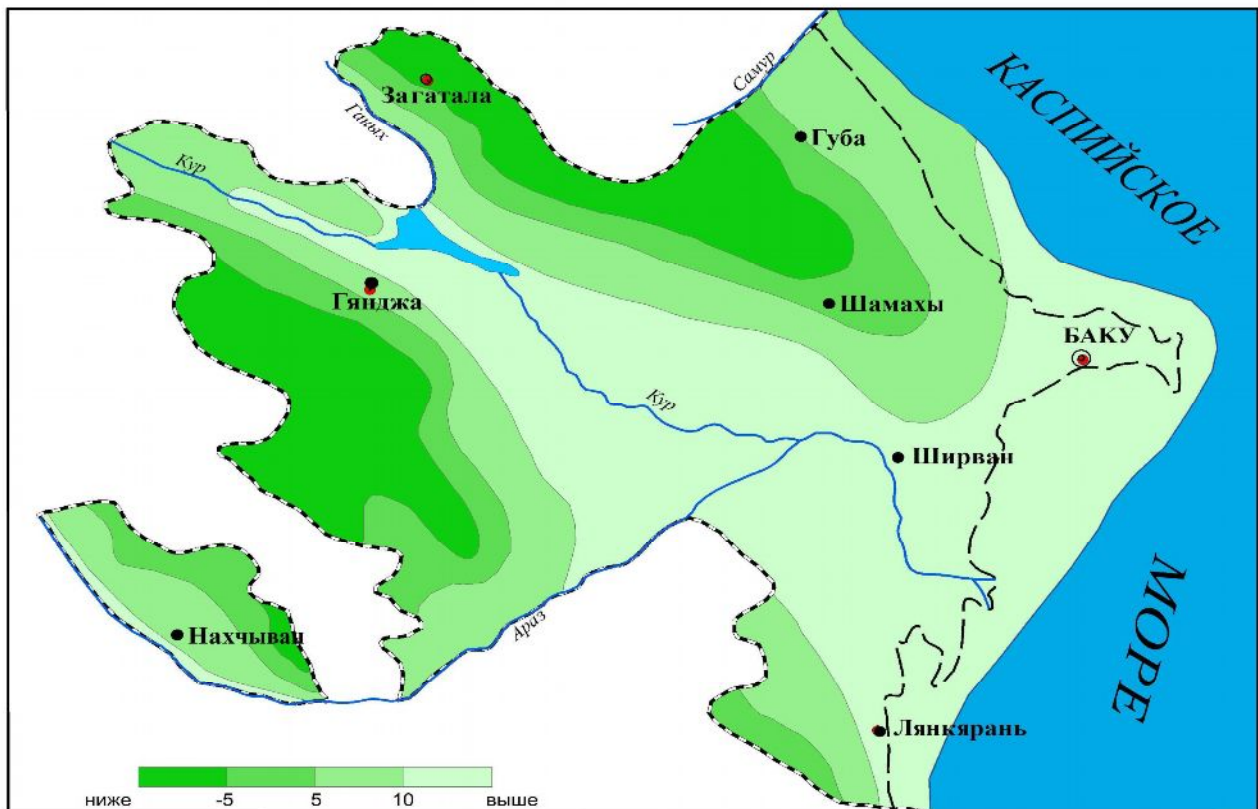 КАСПИЙСКОЕ
МОРЕ
Самур
Загатала
Ганых
Губа
Кур
Гянджа
Шамахы
БАКУ
Кур
Ширван
Нахчыван
Араз
Лянкярань
ниже -5 5 10 выше